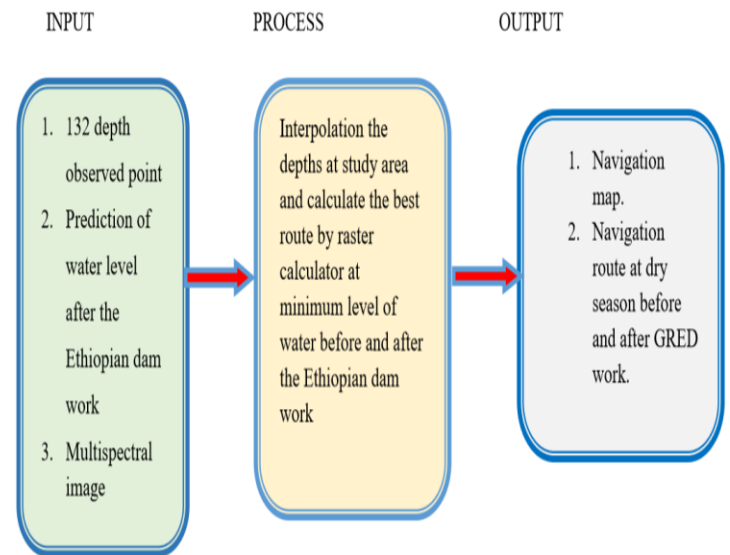 INPUT
PROCESS
OUTPUT
1. 132 depth
observed point
2. Prediction of
water level
after the
Ethiopian dam
work
3. Multispectral
image
Interpolation the
depths at study area
and calculate the best
route by raster
calculator at
minimum level of
water before and after
the Ethiopian dam
work
1. Navigation
map.
2. Navigation
route at dry
season before
and after GRED
work.